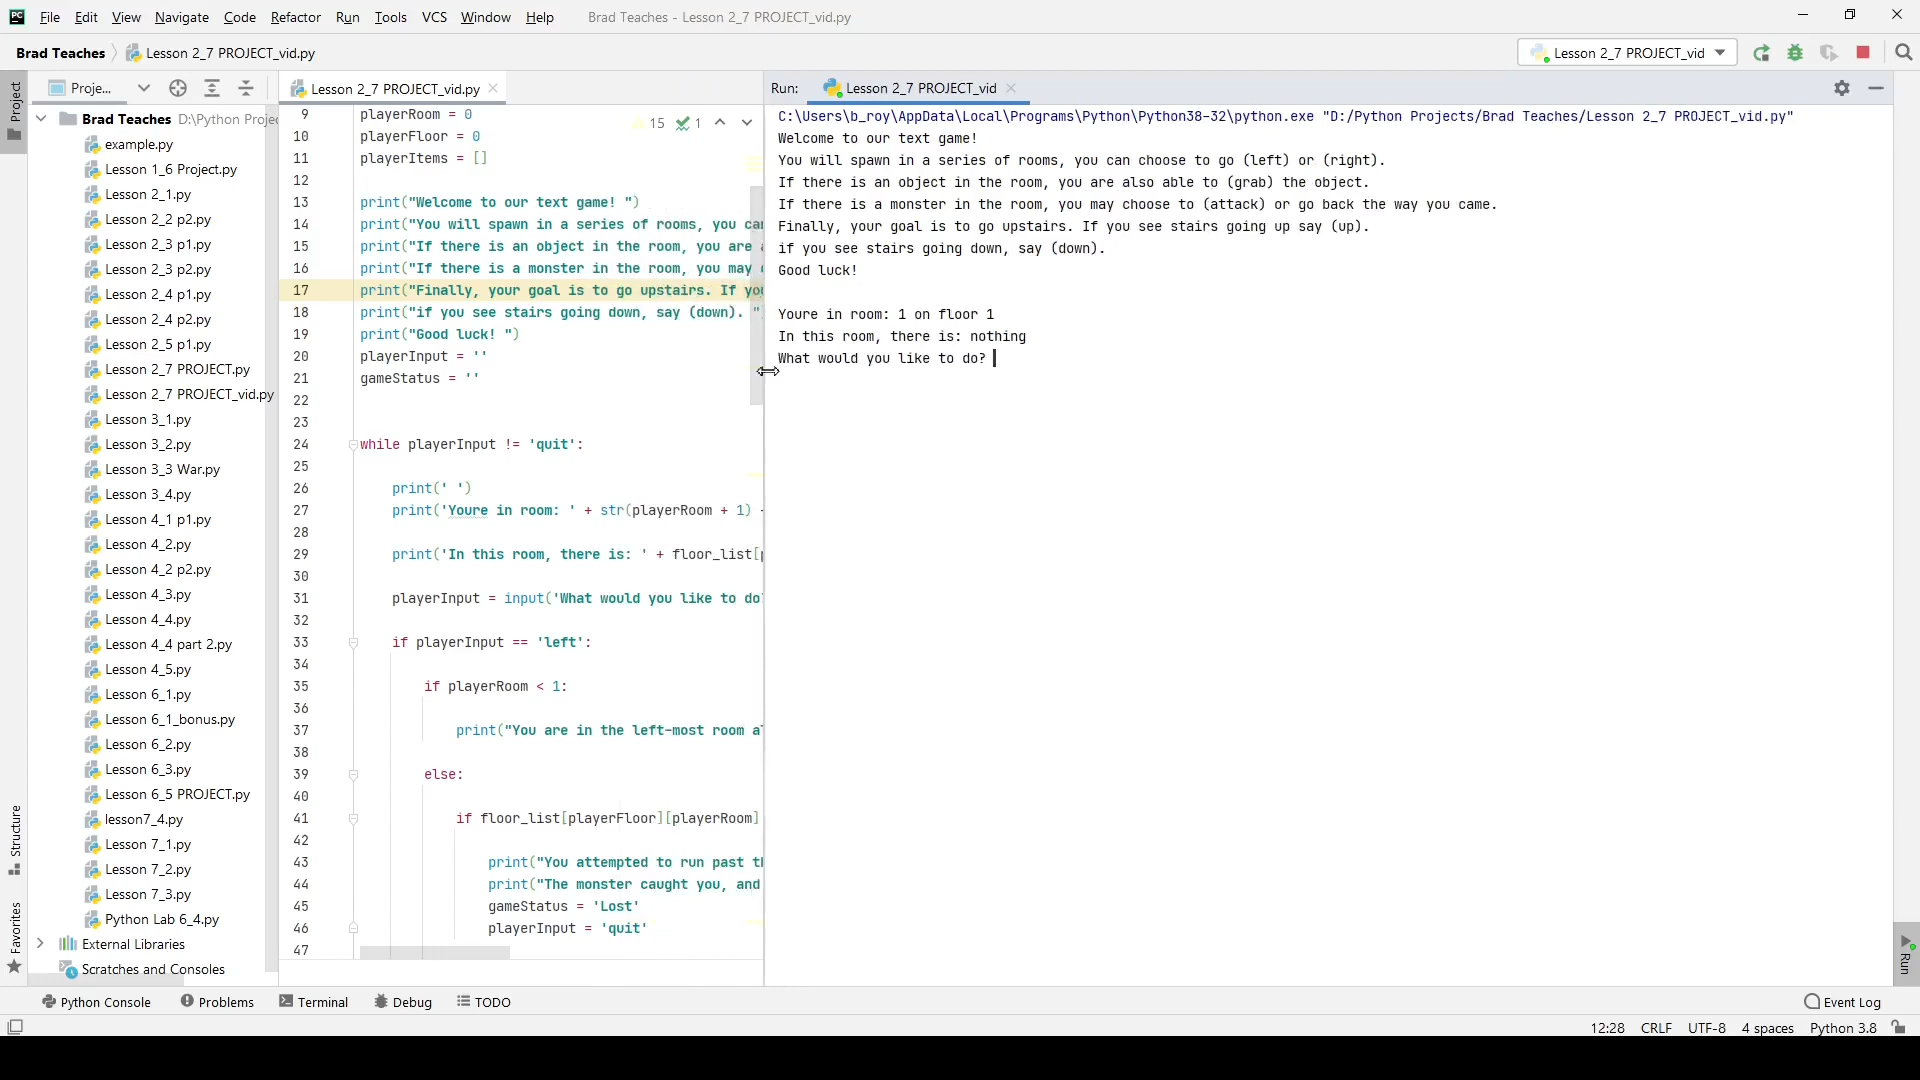 File Edit View Navigate Code Refactor Run Tools VCS Window Help Brad Teaches - Lesson 2_7 PROJECT_vid.py
Brad Teaches Lesson 2_7 PROJECT_vid.py Lesson 2_7 PROJECT_vid
Project
Proje...
Brad Teaches D:\Python Projec
example.py
Lesson 1_6 Project.py
Lesson 2_1.py
Lesson 2_2 p2.py
Lesson 2_3 p1.py
Lesson 2_3 p2.py
Lesson 2_4 p1.py
Lesson 2_4 p2.py
Lesson 2_5 p1.py
Lesson 2_7 PROJECT.py
Lesson 2_7 PROJECT_vid.py
Lesson 3_1.py
Lesson 3_2.py
Lesson 3_3 War.py
Lesson 3_4.py
Lesson 4_1 p1.py
Lesson 4_2.py
Lesson 4_2 p2.py
Lesson 4_3.py
Lesson 4_4.py
Lesson 4_4 part 2.py
Lesson 4_5.py
Lesson 6_1.py
Lesson 6_1_bonus.py
Lesson 6_2.py
Lesson 6_3.py
Lesson 6_5 PROJECT.py
lesson7_4.py
Lesson 7_1.py
Lesson 7_2.py
Lesson 7_3.py
Python Lab 6_4.py
External Libraries
Scratches and Consoles
Structure
Favorites
Lesson 2_7 PROJECT_vid.py
15 1
9 playerRoom = 0
10 playerFloor = 0
11 playerItems = []
12
13 print("Welcome to our text game! ")
14 print("You will spawn in a series of rooms, you ca
15 print("If there is an object in the room, you are
16 print("If there is a monster in the room, you may
17 print("Finally, your goal is to go upstairs. If yo
18 print("if you see stairs going down, say (down). "
19 print("Good luck! ")
20 playerInput = ''
21 gameStatus = ''
22
23
24 while playerInput != 'quit':
25
26 print(' ')
27 print('Youre in room: ' + str(playerRoom + 1)
28
29 print('In this room, there is: ' + floor_list[
30
31 playerInput = input('What would you like to do
32
33 if playerInput == 'left':
34
35 if playerRoom < 1:
36
37 print("You are in the left-most room a
38
39 else:
40
41 if floor_list[playerFloor][playerRoom]
42
43 print("You attempted to run past t
44 print("The monster caught you, and
45 gameStatus = 'Lost'
46 playerInput = 'quit'
47
Run: Lesson 2_7 PROJECT_vid
C:\Users\b_roy\AppData\Local\Programs\Python\Python38-32\python.exe "D:/Python Projects/Brad Teaches/Lesson 2_7 PROJECT_vid.py"
Welcome to our text game!
You will spawn in a series of rooms, you can choose to go (left) or (right).
If there is an object in the room, you are also able to (grab) the object.
If there is a monster in the room, you may choose to (attack) or go back the way you came.
Finally, your goal is to go upstairs. If you see stairs going up say (up).
if you see stairs going down, say (down).
Good luck!
Youre in room: 1 on floor 1
In this room, there is: nothing
What would you like to do?
Run
Python Console Problems Terminal Debug TODO Event Log
12:28 CRLF UTF-8 4 spaces Python 3.8